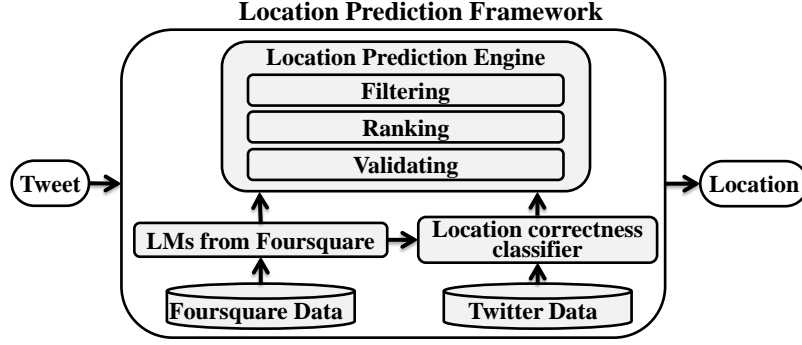 Location Prediction Framework
Location Prediction Engine
Filtering
Ranking
Validating
Tweet
Location
LMs from Foursquare
Location correctness
classifier
Foursquare Data
Twitter Data